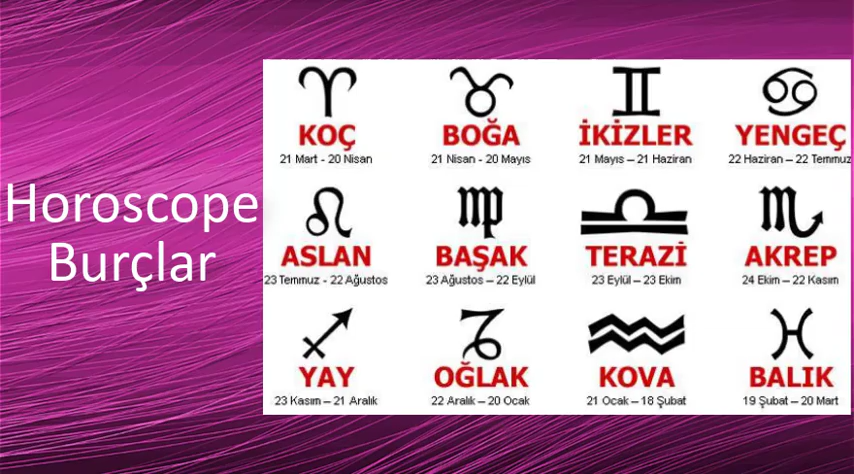 Horoscope
Burçlar
KOÇ
21 Mart - 20 Nisan
BOĞA
21 Nisan - 20 Mayıs
İKİZLER
21 Mayıs – 21 Haziran
YENGEÇ
22 Haziran – 22 Temmuz
ASLAN
23 Temmuz - 22 Ağustos
BAŞAK
23 Ağustos – 22 Eylül
TERAZİ
23 Eylül – 23 Ekim
AKREP
24 Ekim – 22 Kasım
YAY
23 Kasım – 21 Aralık
OĞLAK
22 Aralık – 20 Ocak
KOVA
21 Ocak – 18 Şubat
BALIK
19 Şubat – 20 Mart